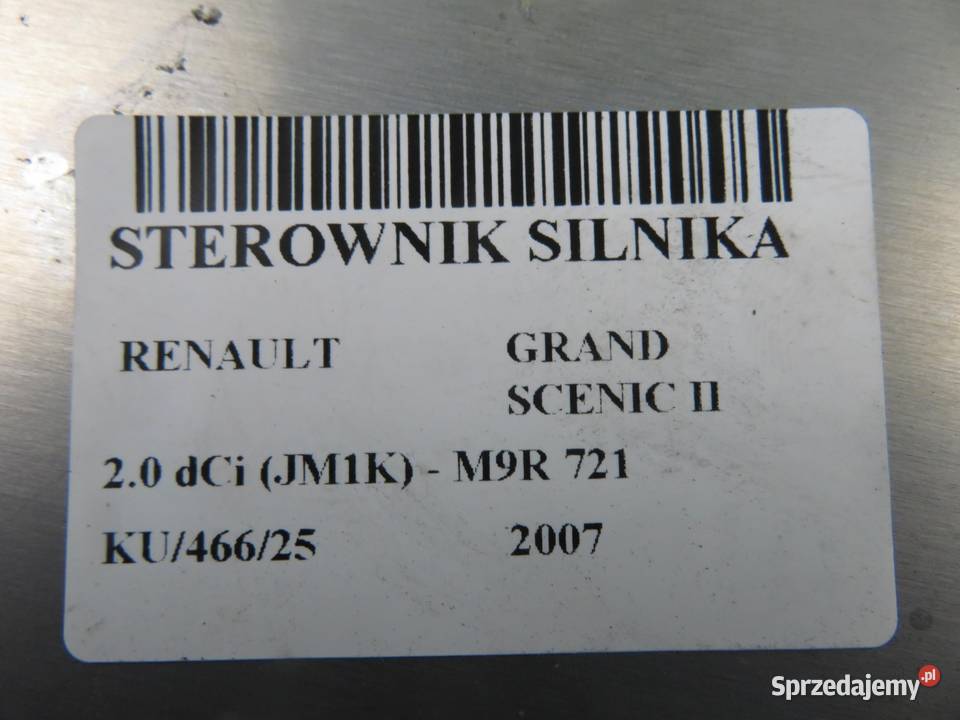 STEROWNIK SILNIKA
RENAULT
GRAND
SCENIC II
2.0 dCi (JM1K) - M9R 721
KU/466/25
2007
Sprzedajemy.pl